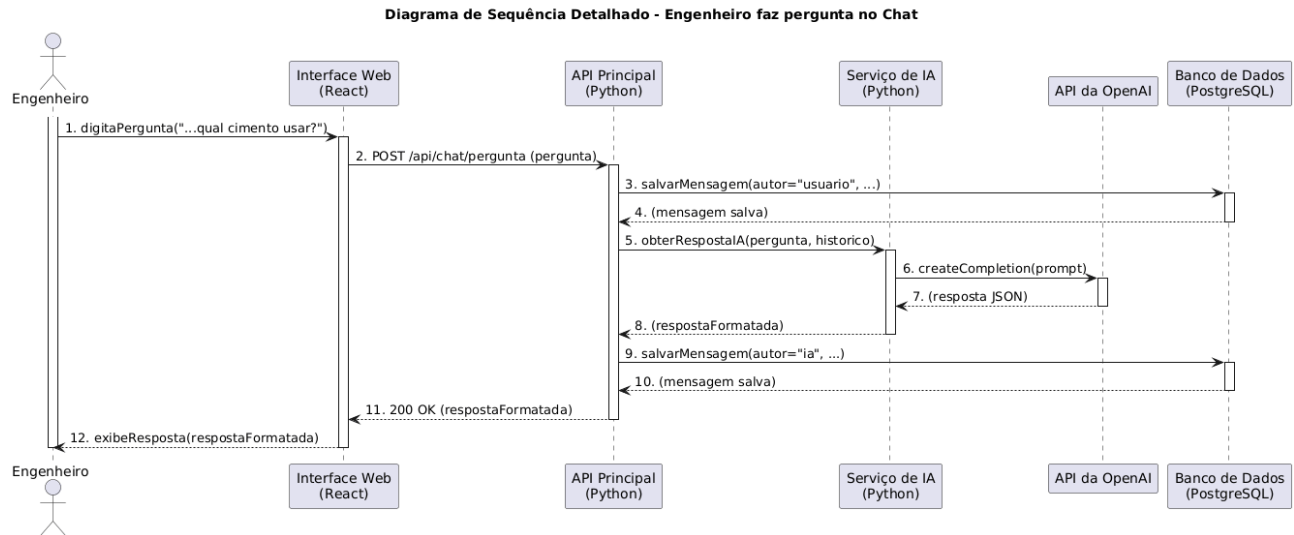 Diagrama de Sequência Detalhado - Engenheiro faz pergunta no Chat
Engenheiro
Interface Web
(React)
API Principal
(Python)
Serviço de IA
(Python)
API da OpenAI
Banco de Dados
(PostgreSQL)
1. digitaPergunta("...qual cimento usar?")
2. POST /api/chat/pergunta (pergunta)
3. salvarMensagem(autor="usuario", ...)
4. (mensagem salva)
5. obterRespostaIA(pergunta, historico)
6. createCompletion(prompt)
7. (resposta JSON)
8. (respostaFormatada)
9. salvarMensagem(autor="ia", ...)
10. (mensagem salva)
11. 200 OK (respostaFormatada)
12. exibeResposta(respostaFormatada)
Engenheiro
Interface Web
(React)
API Principal
(Python)
Serviço de IA
(Python)
API da OpenAI
Banco de Dados
(PostgreSQL)